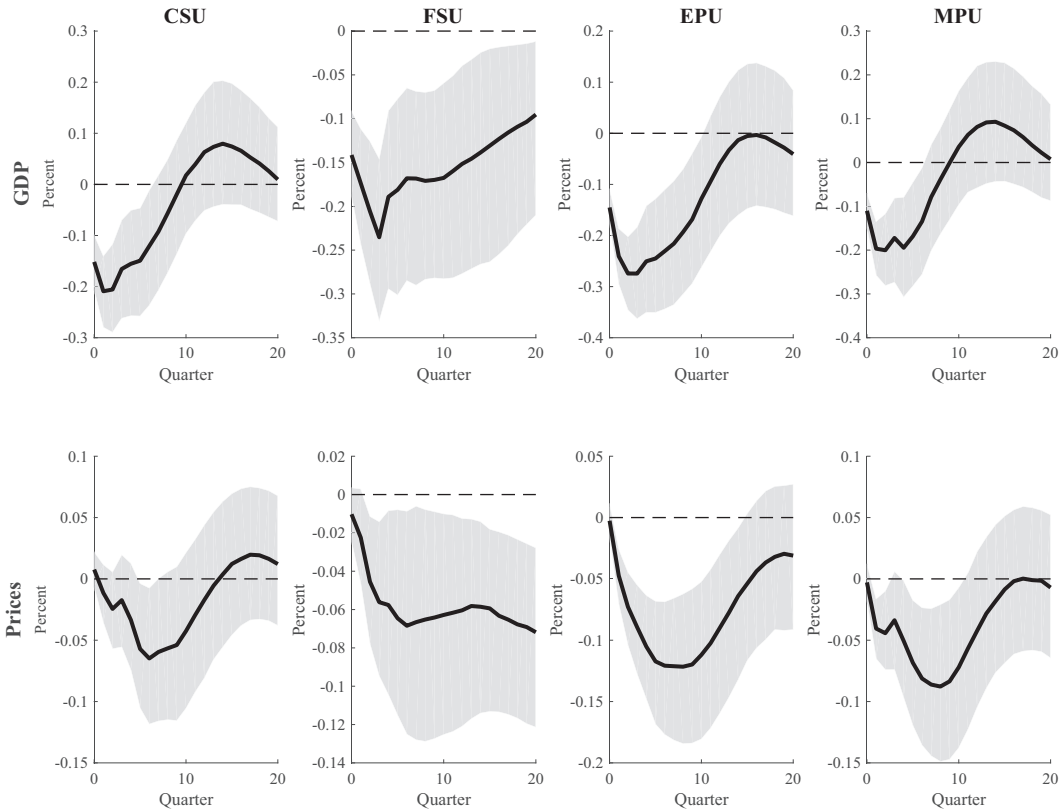 CSU FSU EPU MPU
GDP
Percent
0.3
0.2
0.1
0
-0.1
-0.2
-0.3
0 10 20
Quarter
Percent
0
-0.05
-0.1
-0.15
-0.2
-0.25
-0.3
-0.35
0 10 20
Quarter
Percent
0.2
0.1
0
-0.1
-0.2
-0.3
-0.4
0 10 20
Quarter
Percent
0.3
0.2
0.1
0
-0.1
-0.2
-0.3
-0.4
0 10 20
Quarter
Prices
Percent
0.1
0.05
0
-0.05
-0.1
-0.15
0 10 20
Quarter
Percent
0.02
0
-0.02
-0.04
-0.06
-0.08
-0.1
-0.12
-0.14
0 10 20
Quarter
Percent
0.05
0
-0.05
-0.1
-0.15
-0.2
0 10 20
Quarter
Percent
0.1
0.05
0
-0.05
-0.1
-0.15
0 10 20
Quarter